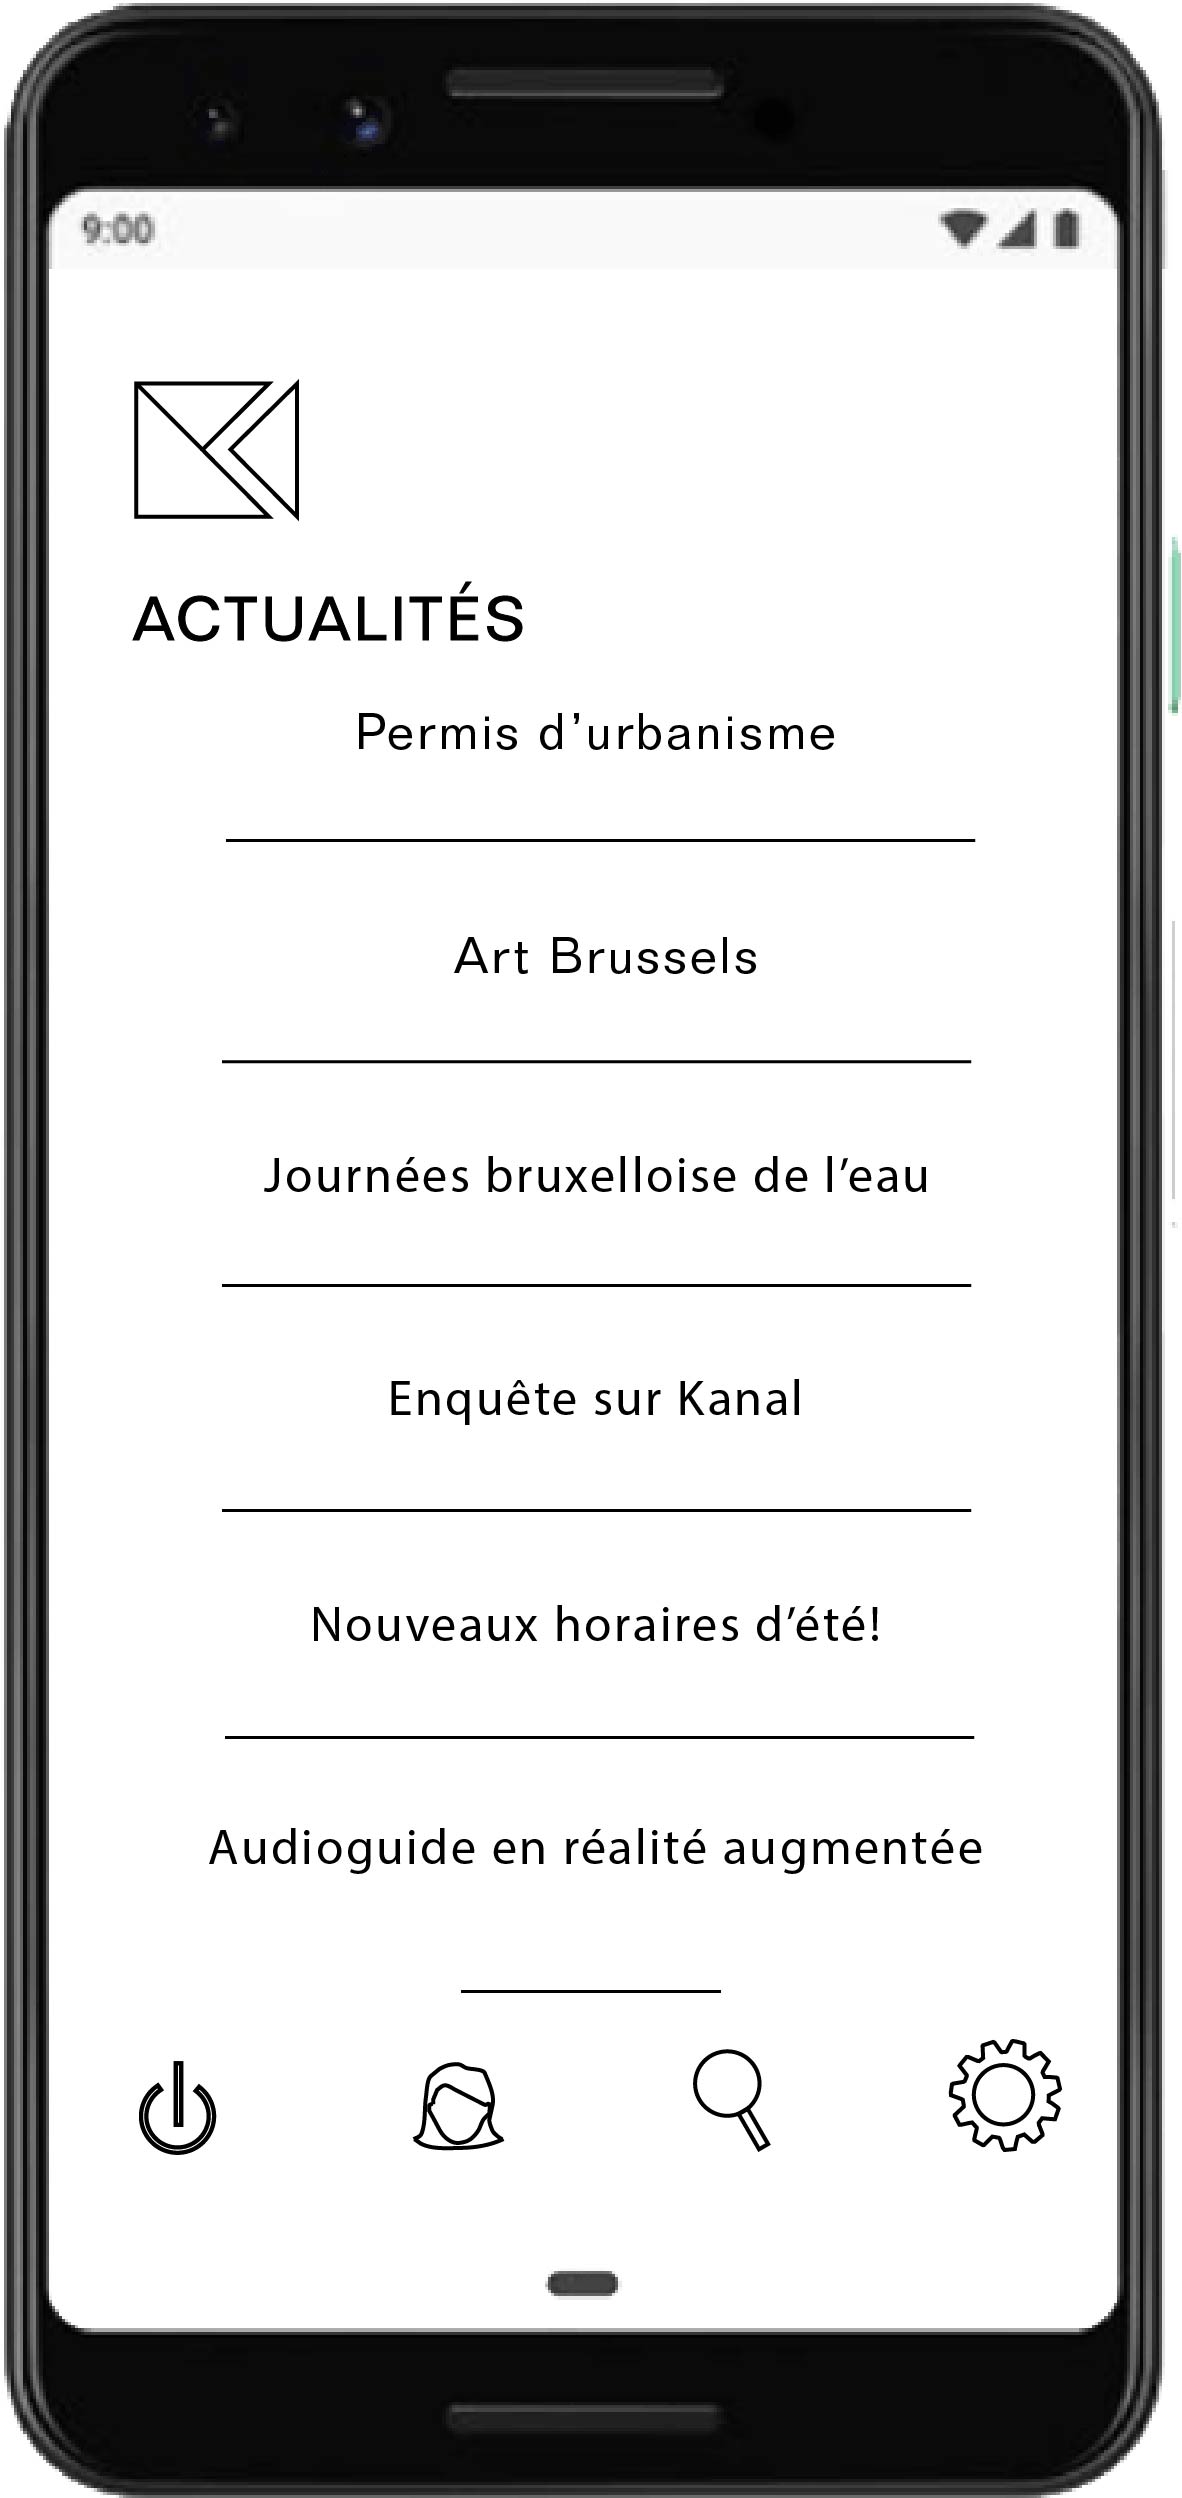 9:00
ACTUALITÉS
Permis d’urbanisme
Art Brussels
Journées bruxelloise de l’eau
Enquête sur Kanal
Nouveaux horaires d’été!
Audioguide en réalité augmentée